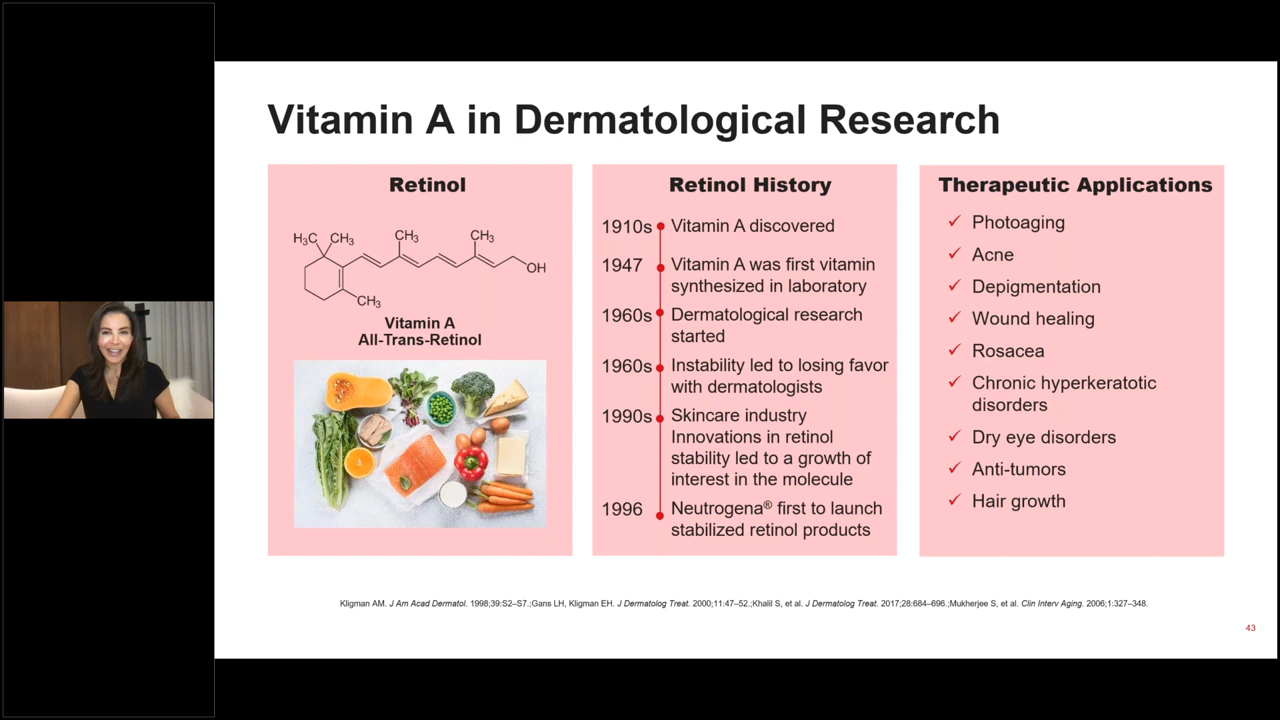 Vitamin A in Dermatological Research
Retinol
H₃C
CH₃
CH₃
CH₃
OH
CH₃
Vitamin A
All-Trans-Retinol
Retinol History
1910s Vitamin A discovered
1947 Vitamin A was first vitamin
synthesized in laboratory
1960s Dermatological research
started
1960s Instability led to losing favor
with dermatologists
1990s Skincare industry
Innovations in retinol
stability led to a growth of
interest in the molecule
1996 Neutrogena® first to launch
stabilized retinol products
Therapeutic Applications
✓ Photoaging
✓ Acne
✓ Depigmentation
✓ Wound healing
✓ Rosacea
✓ Chronic hyperkeratotic
disorders
✓ Dry eye disorders
✓ Anti-tumors
✓ Hair growth
Kligman AM. J Am Acad Dermatol. 1998;39:S2–S7.;Gans LH, Kligman EH. J Dermatolog Treat. 2000;11:47–52.;Khalil S, et al. J Dermatolog Treat. 2017;28:684–696.;Mukherjee S, et al. Clin Interv Aging. 2006;1:327–348.
43